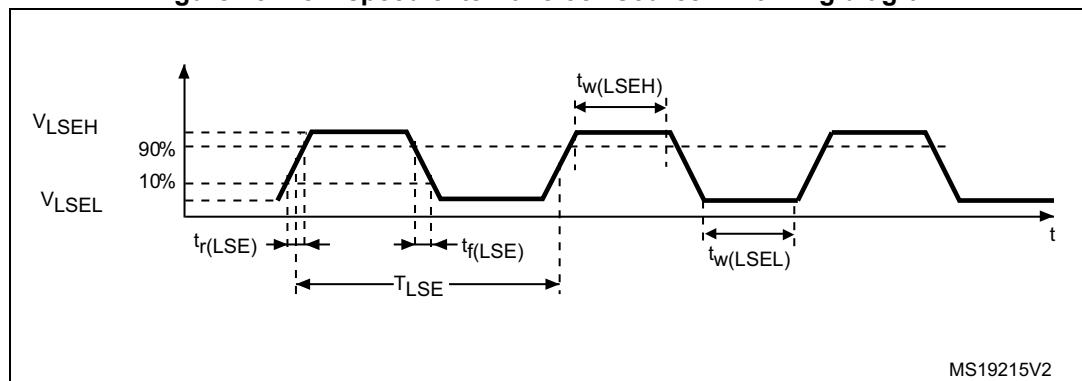 V_LSEH
90%
10%
V_LSEL
t_w(LSEH)
t_r(LSE)
t_f(LSE)
T_LSE
t_w(LSEL)
t
MS19215V2